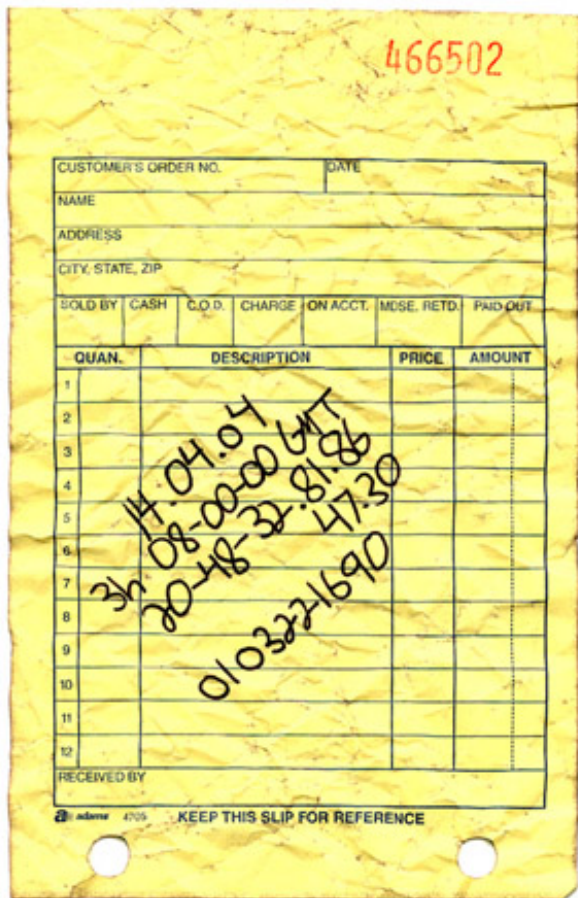 466502
CUSTOMER'S ORDER NO. DATE
NAME
ADDRESS
CITY, STATE, ZIP
SOLD BY CASH C.O.D. CHARGE ON ACCT. MDSE. RETD. PAID OUT
QUAN. DESCRIPTION PRICE AMOUNT
1
2
3
4
5
6
7
8
9
10
11
12
14.04.04
3h 08-00-00 GMT
20-48-32.81.86
47.30
0103221690
RECEIVED BY
a adams 4705 KEEP THIS SLIP FOR REFERENCE